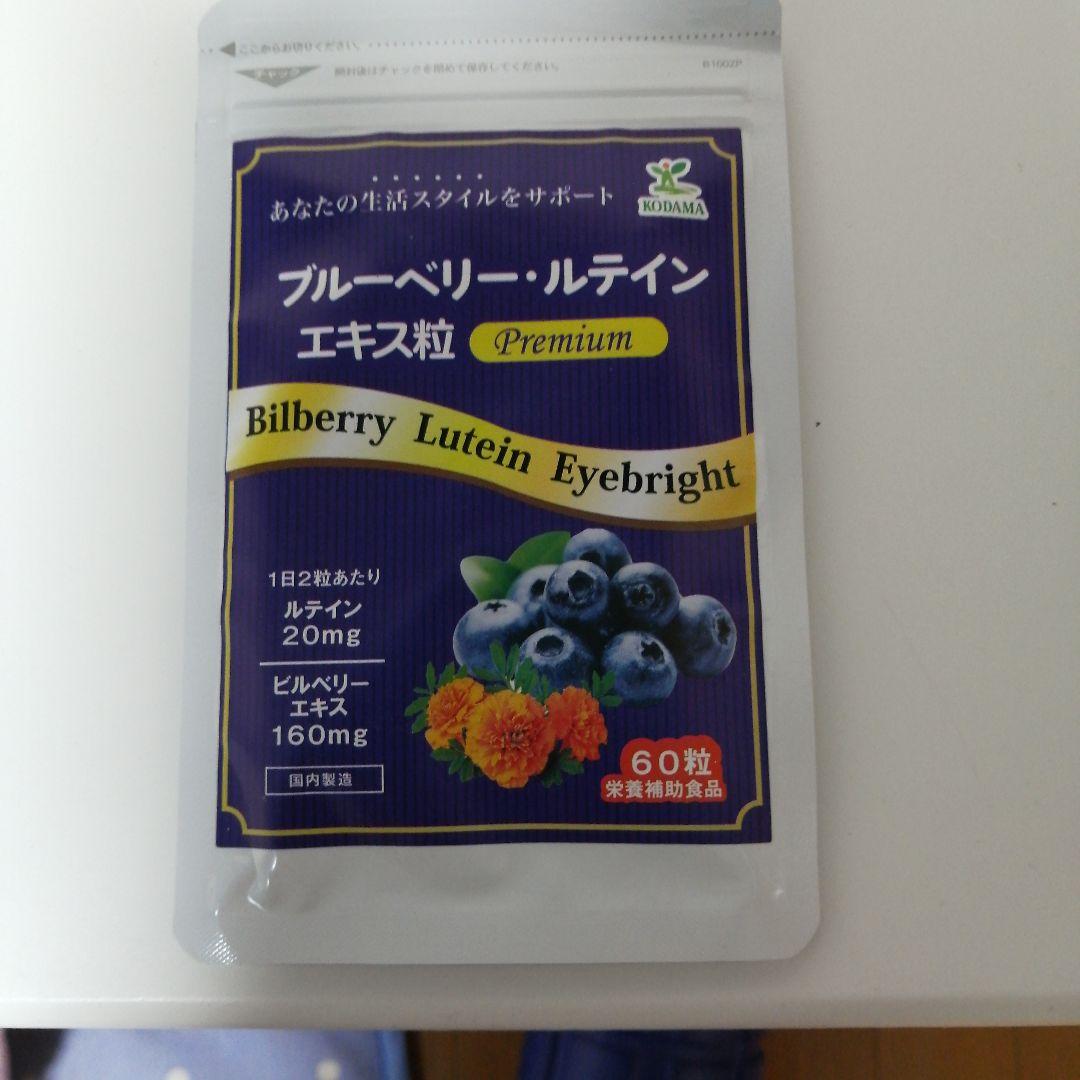 ここからお切りください。
チャック
開封後はチャックを閉めて保存してください。
B100ZP
あなたの生活スタイルをサポート
KODAMA
ブルーベリー・ルテイン
エキス粒 Premium
Bilberry Lutein Eyebright
1日2粒あたり
ルテイン
20mg
ビルベリー
エキス
160mg
国内製造
60粒
栄養補助食品